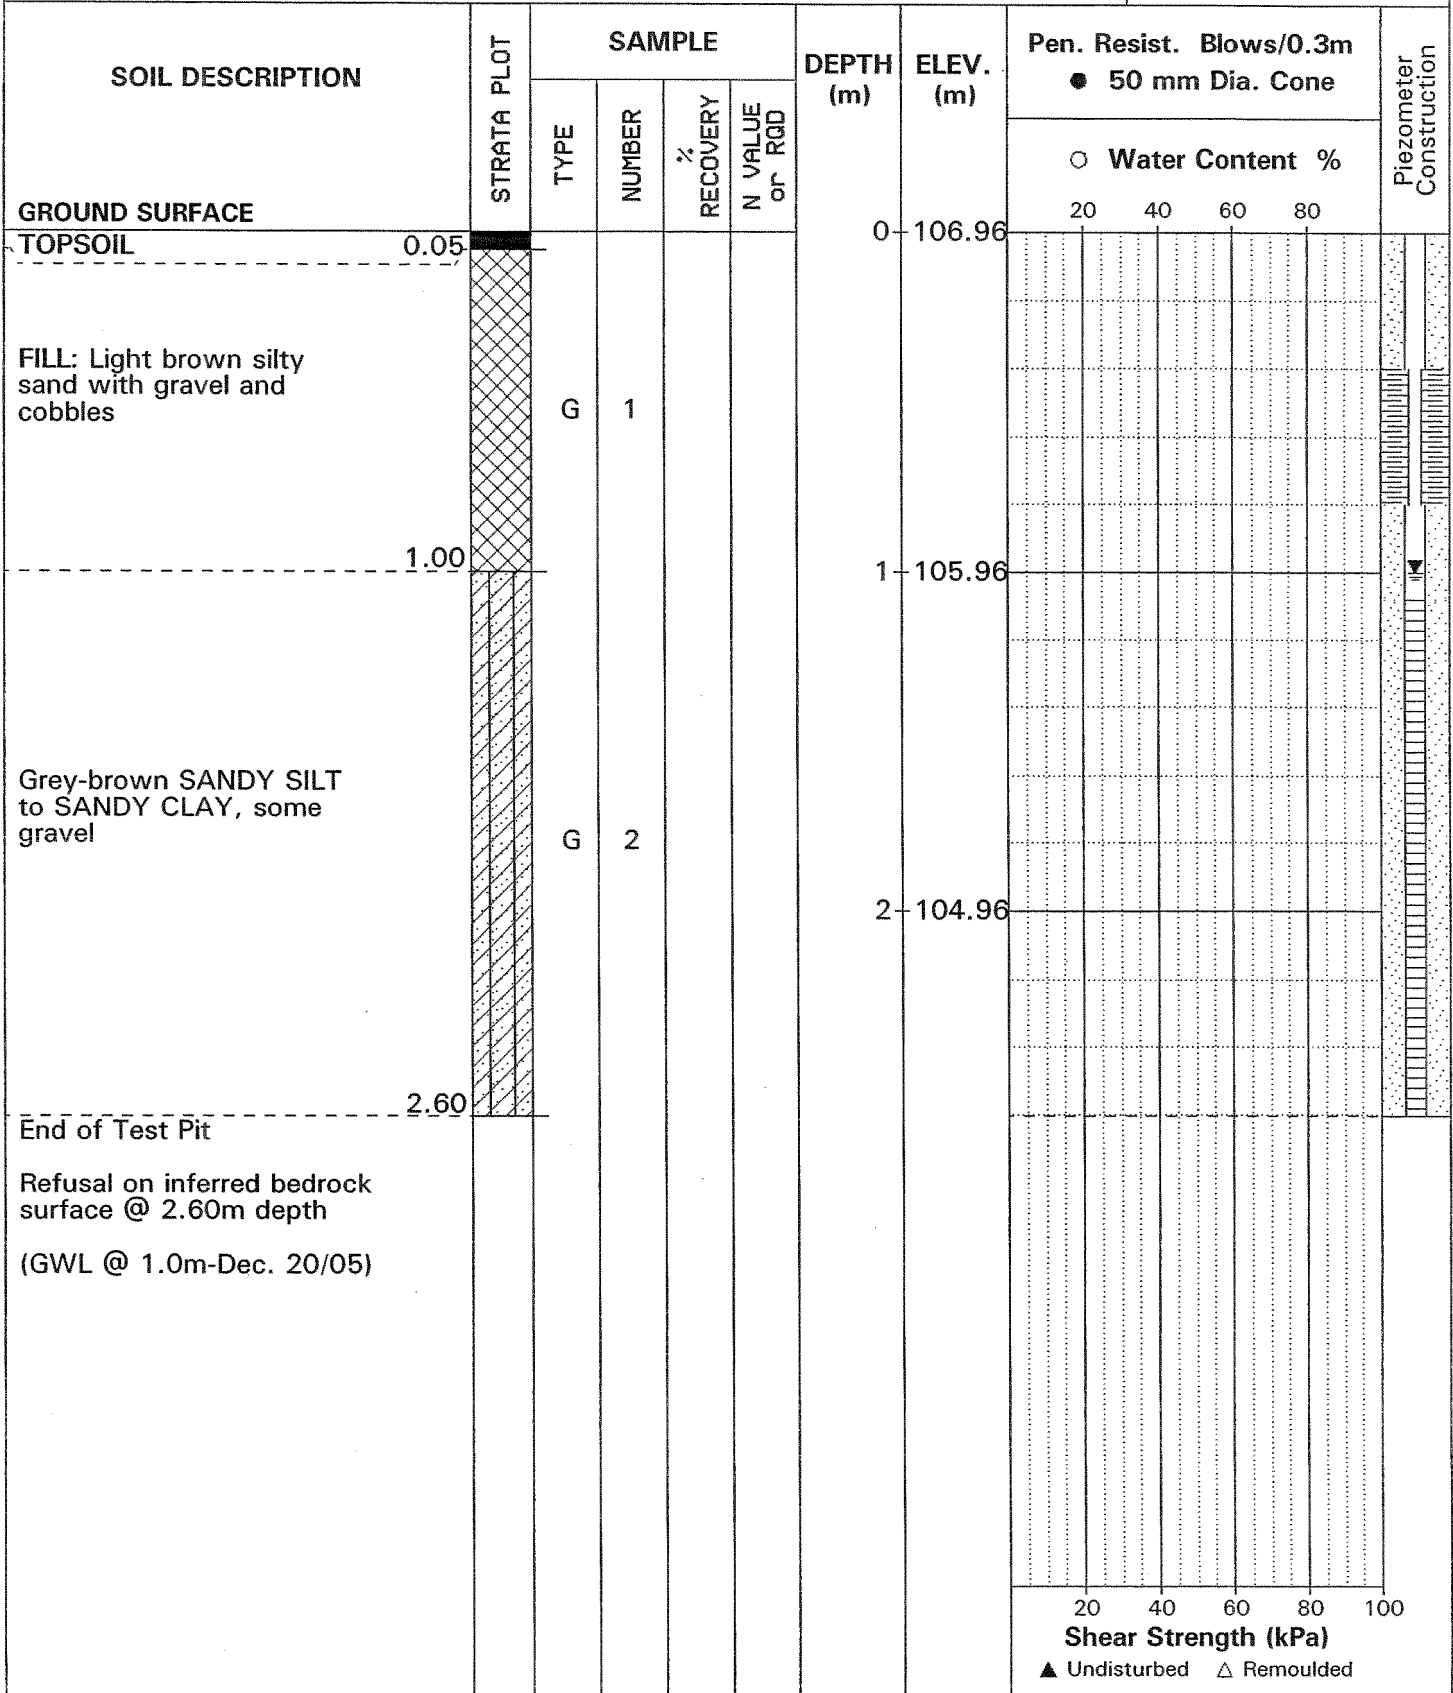 SOIL DESCRIPTION
GROUND SURFACE
STRATA PLOT
SAMPLE
TYPE
NUMBER
%
RECOVERY
N VALUE
or RQD
DEPTH
(m)
ELEV.
(m)
Pen. Resist. Blows/0.3m
● 50 mm Dia. Cone
○ Water Content %
20 40 60 80
Piezometer
Construction
TOPSOIL 0.05
0 106.96
FILL: Light brown silty
sand with gravel and
cobbles
G 1
1.00
1 105.96
Grey-brown SANDY SILT
to SANDY CLAY, some
gravel
G 2
2 104.96
2.60
End of Test Pit
Refusal on inferred bedrock
surface @ 2.60m depth
(GWL @ 1.0m-Dec. 20/05)
20 40 60 80 100
Shear Strength (kPa)
▲ Undisturbed △ Remoulded